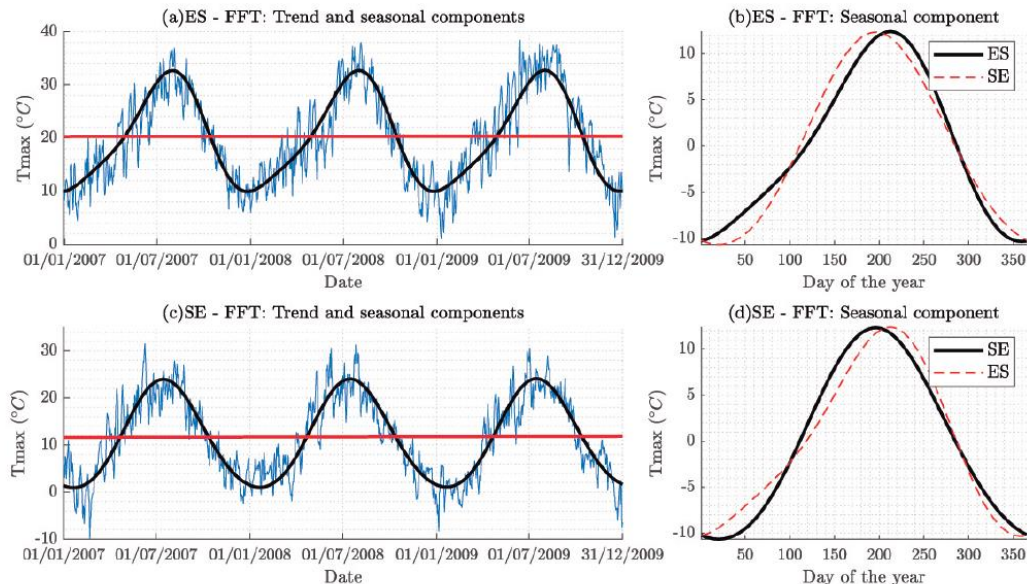 (a)ES - FFT: Trend and seasonal components
40
30
20
10
0
Tmax (°C)
01/01/2007 01/07/2007 01/01/2008 01/07/2008 01/01/2009 01/07/2009 31/12/2009
Date
(b)ES - FFT: Seasonal component
10
5
0
-5
-10
Tmax (°C)
ES
SE
50 100 150 200 250 300 350
Day of the year
(c)SE - FFT: Trend and seasonal components
30
20
10
0
-10
Tmax (°C)
01/01/2007 01/07/2007 01/01/2008 01/07/2008 01/01/2009 01/07/2009 31/12/2009
Date
(d)SE - FFT: Seasonal component
10
5
0
-5
-10
Tmax (°C)
SE
ES
50 100 150 200 250 300 350
Day of the year